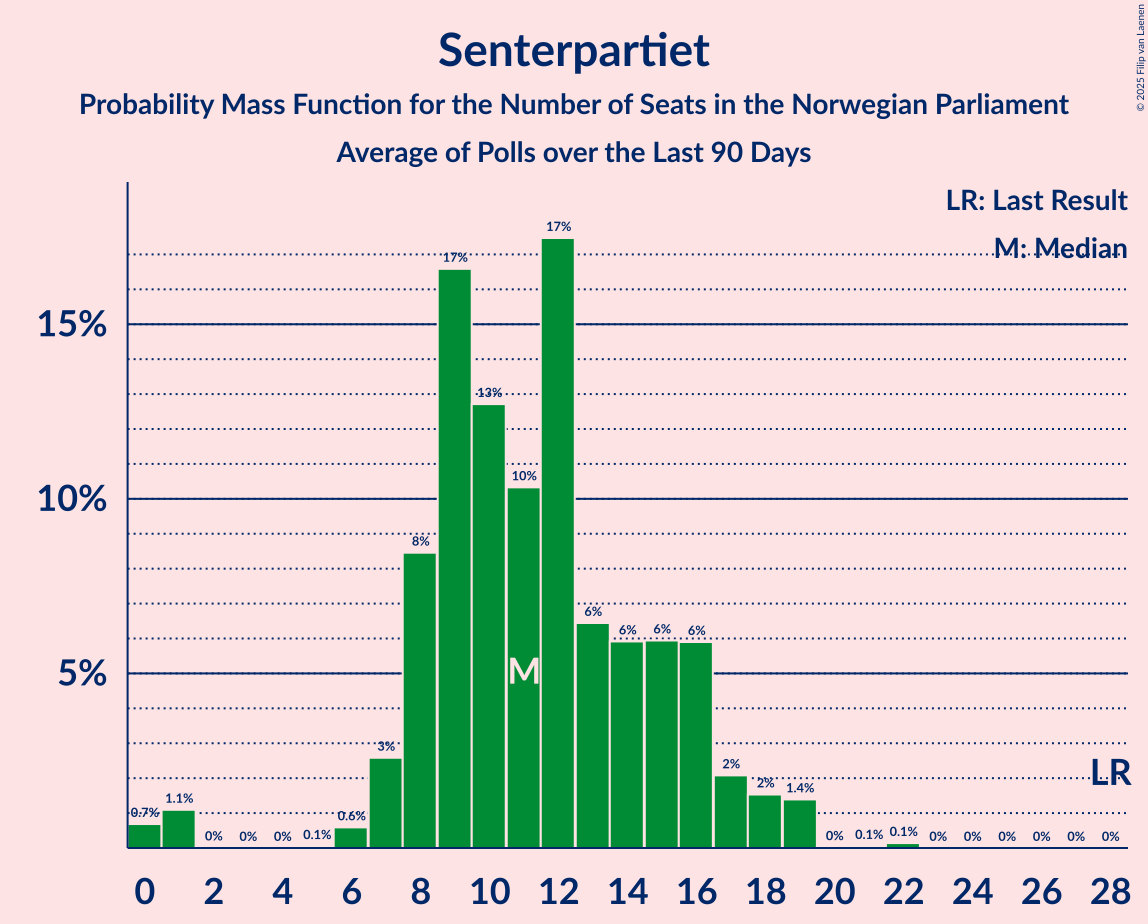 Senterpartiet
Probability Mass Function for the Number of Seats in the Norwegian Parliament
Average of Polls over the Last 90 Days
© 2025 Filip van Laenen
LR: Last Result
M: Median
15%
10%
5%
0.7% 1.1% 0% 0% 0% 0.1% 0.6% 3% 8% 17% 13% 10% 17% 6% 6% 6% 6% 2% 2% 1.4% 0% 0.1% 0.1% 0% 0% 0% 0% 0% 0%
M
LR
0 2 4 6 8 10 12 14 16 18 20 22 24 26 28